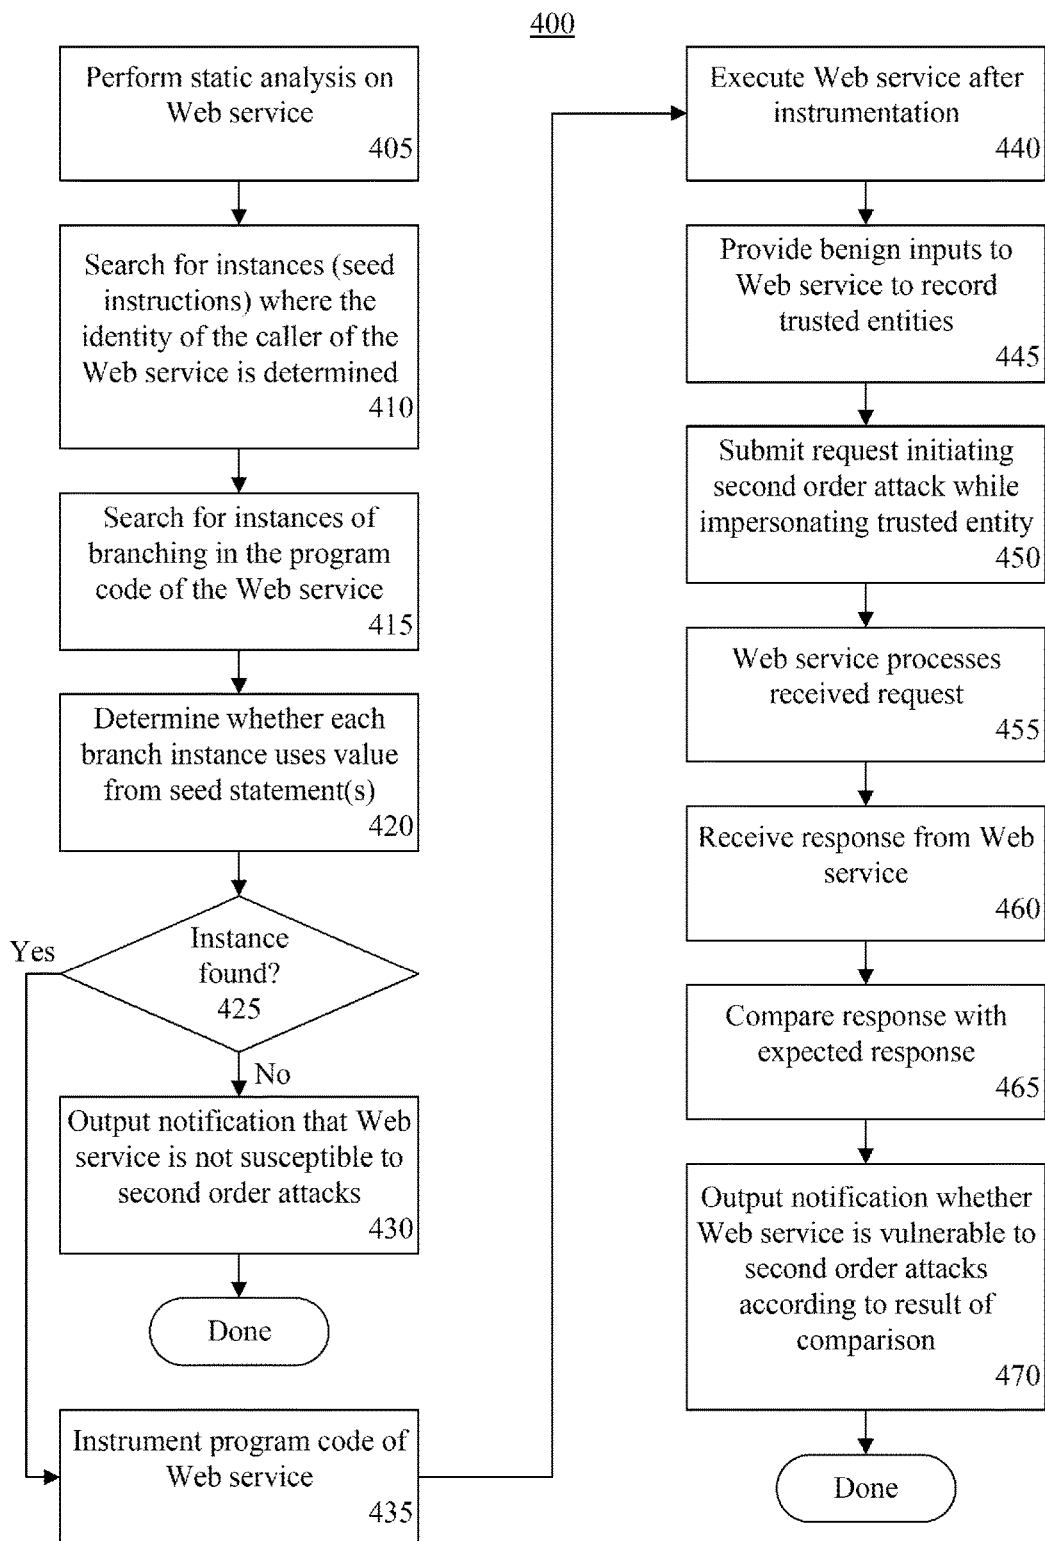 400
Perform static analysis on
Web service
405
Search for instances (seed
instructions) where the
identity of the caller of the
Web service is determined
410
Search for instances of
branching in the program
code of the Web service
415
Determine whether each
branch instance uses value
from seed statement(s)
420
Yes
Instance
found?
425
No
Output notification that Web
service is not susceptible to
second order attacks
430
Done
Instrument program code of
Web service
435
Execute Web service after
instrumentation
440
Provide benign inputs to
Web service to record
trusted entities
445
Submit request initiating
second order attack while
impersonating trusted entity
450
Web service processes
received request
455
Receive response from Web
service
460
Compare response with
expected response
465
Output notification whether
Web service is vulnerable to
second order attacks
according to result of
comparison
470
Done